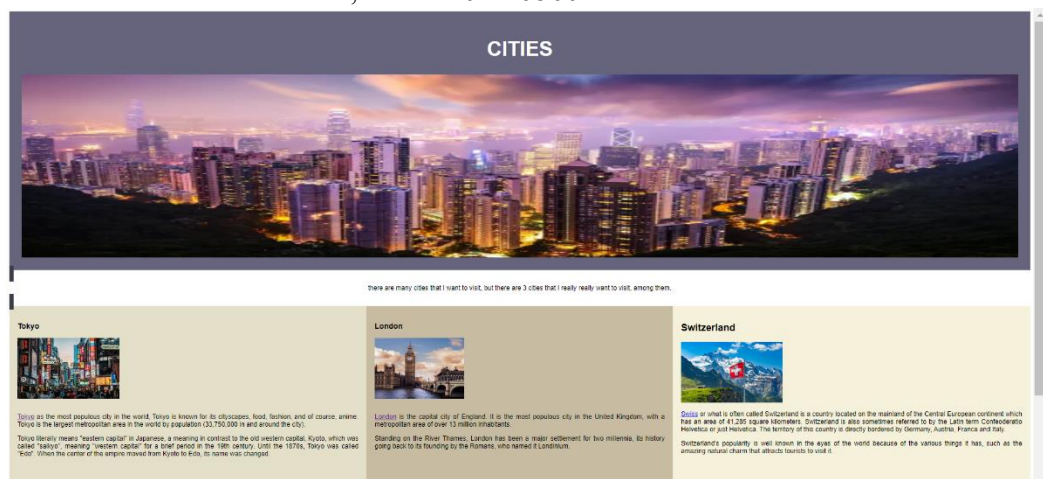 CITIES
there are many cities that I want to visit, but there are 3 cities that I really really want to visit, among them.
Tokyo
Tokyo as the most populous city in the world, Tokyo is known for its cityscapes, food, fashion, and of course, anime.
Tokyo is the largest metropolitan area in the world by population (33,750,000 in and around the city).
Tokyo literally means "eastern capital" in Japanese, a meaning in contrast to the old western capital, Kyoto, which was
called "saikyo", meaning "western capital" for a brief period in the 19th century. Until the 1870s, Tokyo was called
"Edo". When the center of the empire moved from Kyoto to Edo, its name was changed.
London
London is the capital city of England. It is the most populous city in the United Kingdom, with a
metropolitan area of over 13 million inhabitants.
Standing on the River Thames, London has been a major settlement for two millennia, its history
going back to its founding by the Romans, who named it Londinium.
Switzerland
Swiss or what is often called Switzerland is a country located on the mainland of the Central European continent which
has an area of 41,285 square kilometers. Switzerland is also sometimes referred to by the Latin term Confoederatio
Helvetica or just Helvetica. The territory of this country is directly bordered by Germany, Austria, France and Italy.
Switzerland's popularity is well known in the eyes of the world because of the various things it has, such as the
amazing natural charm that attracts tourists to visit it.